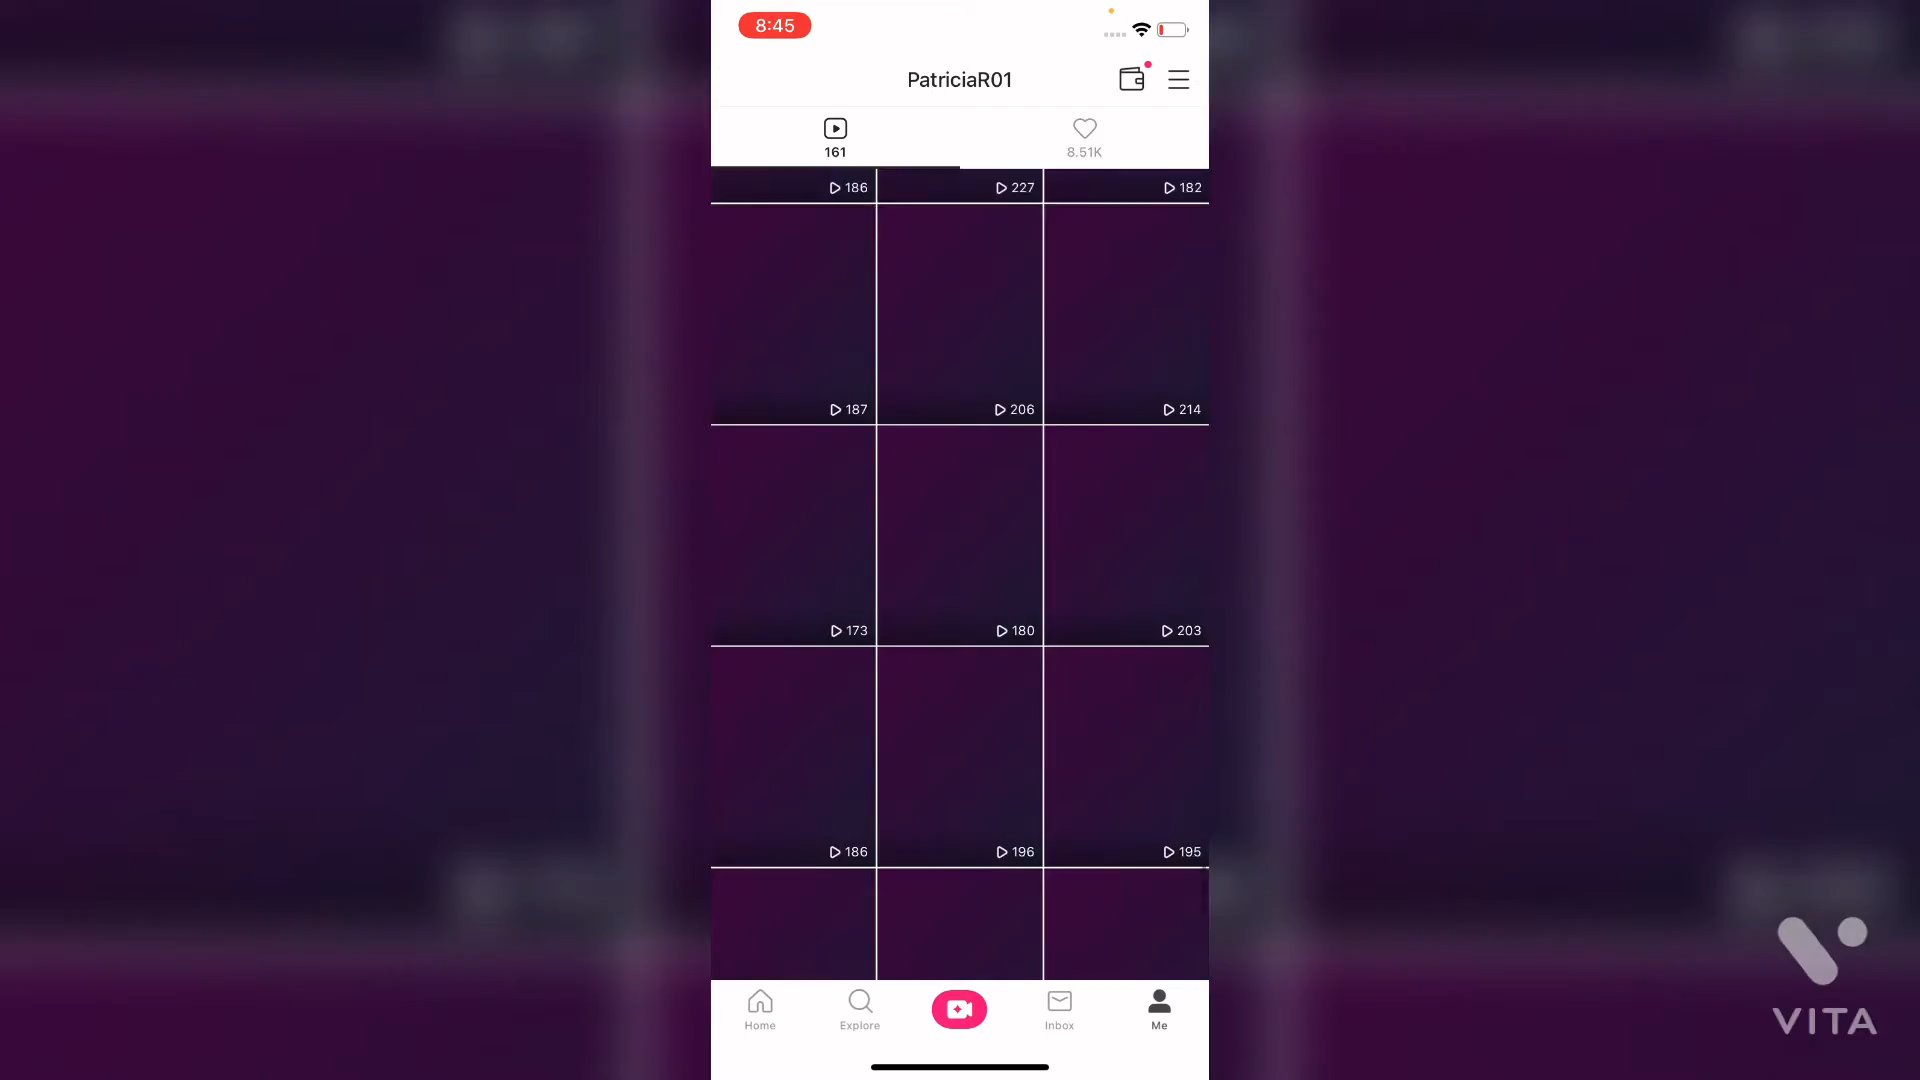 8:45
PatriciaR01
161
8.51K
186 227 182
187 206 214
173 180 203
186 196 195
Home Explore Inbox Me
VITA